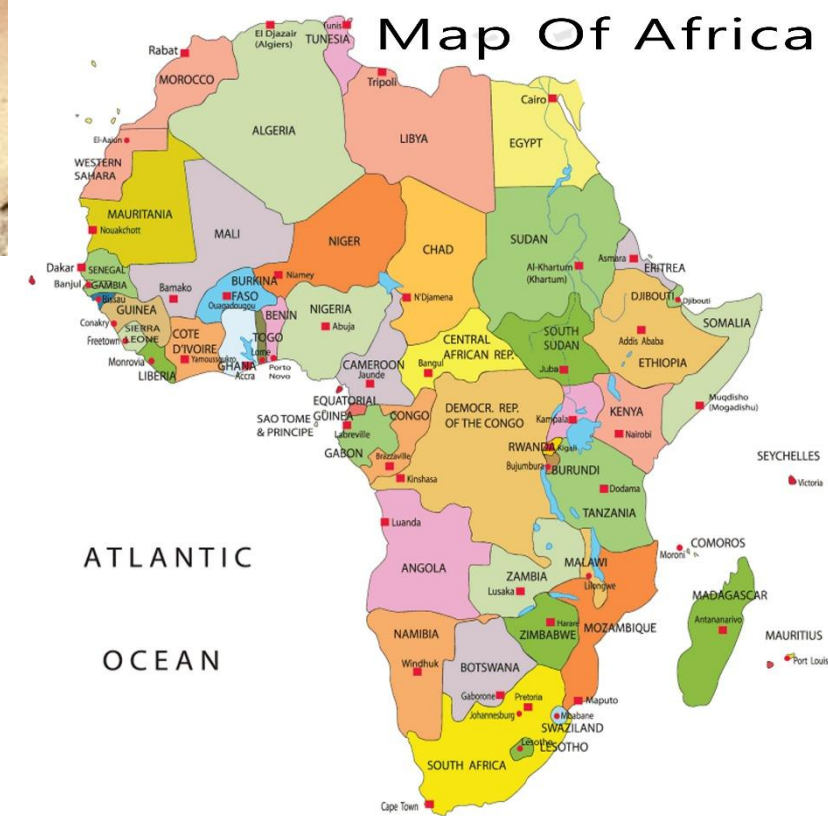 Map Of Africa
El Djazair
(Algiers)
Tunis
TUNISIA
Rabat
MOROCCO
Tripoli
Cairo
ALGERIA
LIBYA
EGYPT
El-Aajun
WESTERN
SAHARA
MAURITANIA
Nouakchott
MALI
NIGER
CHAD
SUDAN
Asmara
ERITREA
Dakar
SENEGAL
Banjul
GAMBIA
Bissau
Bamako
BURKINA
FASO
Ouagadougou
Niamey
N'Djamena
Al-Khartum
(Khartum)
DJIBOUTI
Djibouti
GUINEA
Conakry
SIERRA
LEONE
Freetown
COTE
D'IVOIRE
Yamoussoukro
BENIN
TOGO
NIGERIA
Abuja
SOMALIA
Monrovia
LIBERIA
GHANA
Accra
Lome
Porto
Novo
CENTRAL
AFRICAN REP.
Bangui
SOUTH
SUDAN
Juba
Addis Ababa
ETHIOPIA
CAMEROON
Jaunde
EQUATORIAL
GUINEA
SAO TOME
& PRINCIPE
Labreville
GABON
CONGO
Brazzaville
Kinshasa
DEMOCR. REP.
OF THE CONGO
Kampala
KENYA
Nairobi
Muqdisho
(Mogadishu)
RWANDA
Kigali
Bujumbura
BURUNDI
SEYCHELLES
Victoria
Dodama
TANZANIA
Luanda
ANGOLA
ATLANTIC
OCEAN
COMOROS
Moroni
ZAMBIA
Lusaka
MALAWI
Lilongwe
MADAGASCAR
Antananarivo
NAMIBIA
Windhuk
ZIMBABWE
Harare
MOZAMBIQUE
MAURITIUS
Port Louis
BOTSWANA
Gaborone
Pretoria
Johannesburg
Maputo
Mbabane
SWAZILAND
Lesotho
LESOTHO
SOUTH AFRICA
Cape Town